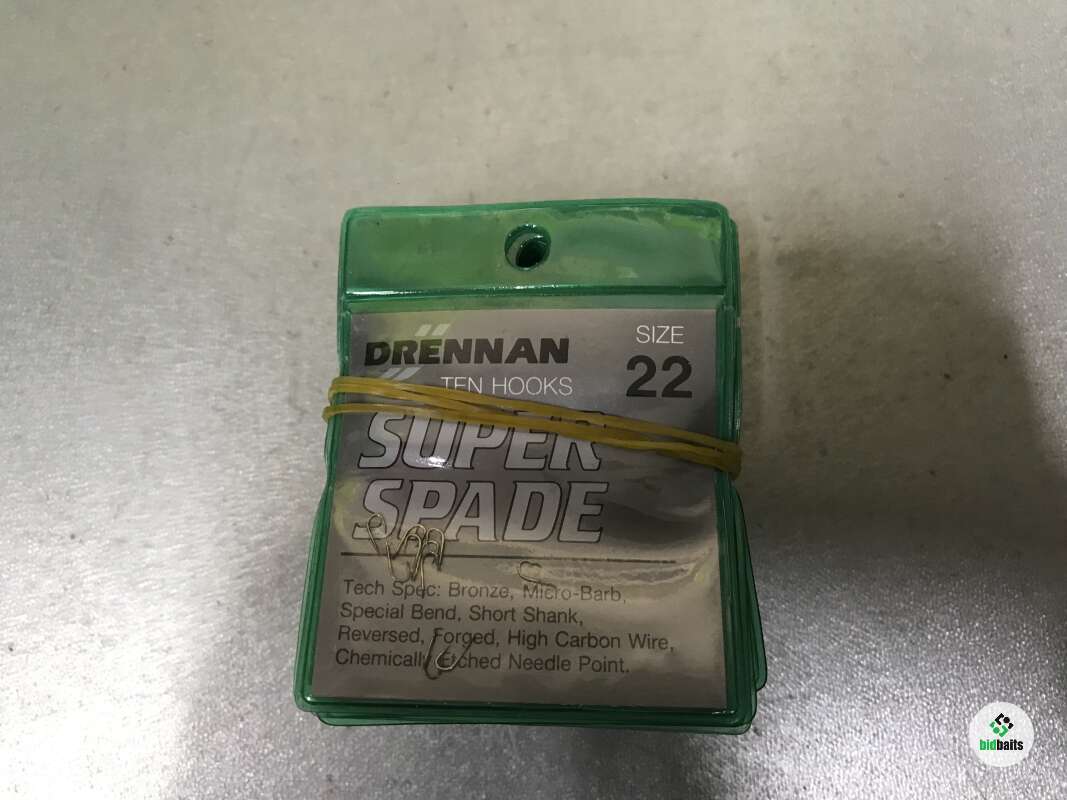 DRENNAN
SIZE
22
TEN HOOKS
SUPER
SPADE
Tech Spec: Bronze, Micro-Barb,
Special Bend, Short Shank,
Reversed, Forged, High Carbon Wire,
Chemically Etched Needle Point.
bidbaits